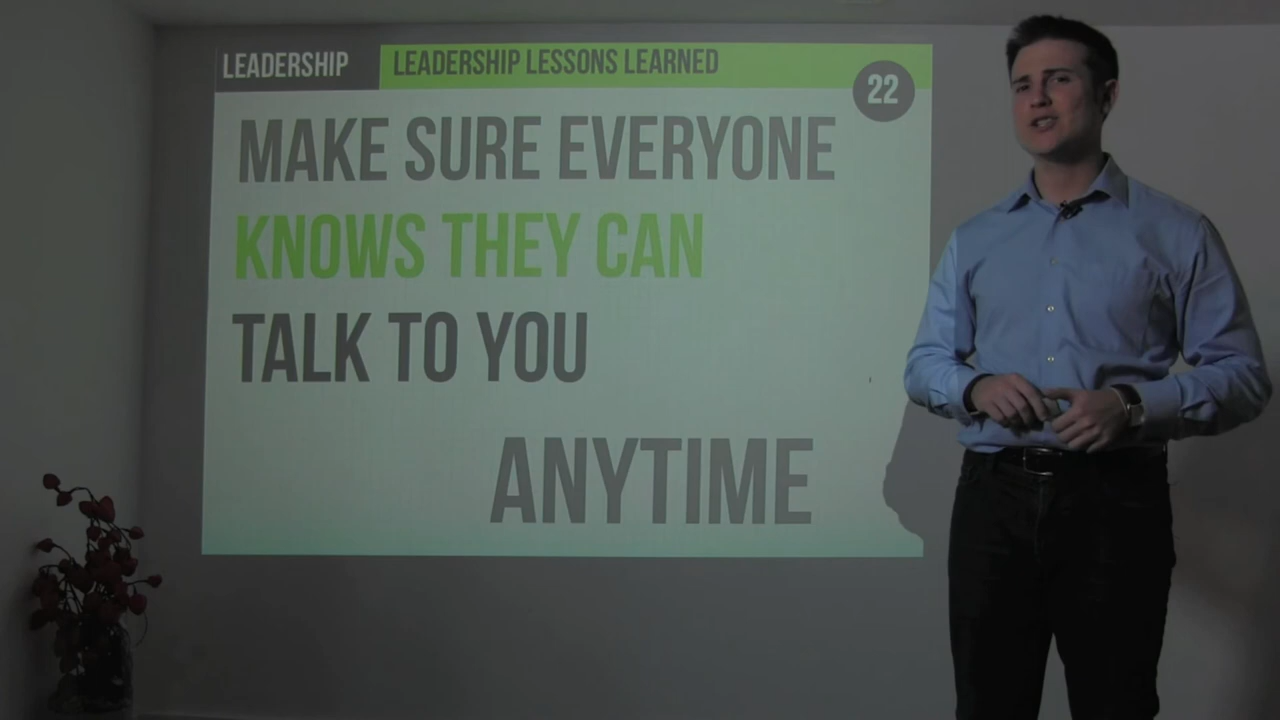 LEADERSHIP
LEADERSHIP LESSONS LEARNED
22
MAKE SURE EVERYONE
KNOWS THEY CAN
TALK TO YOU
ANYTIME